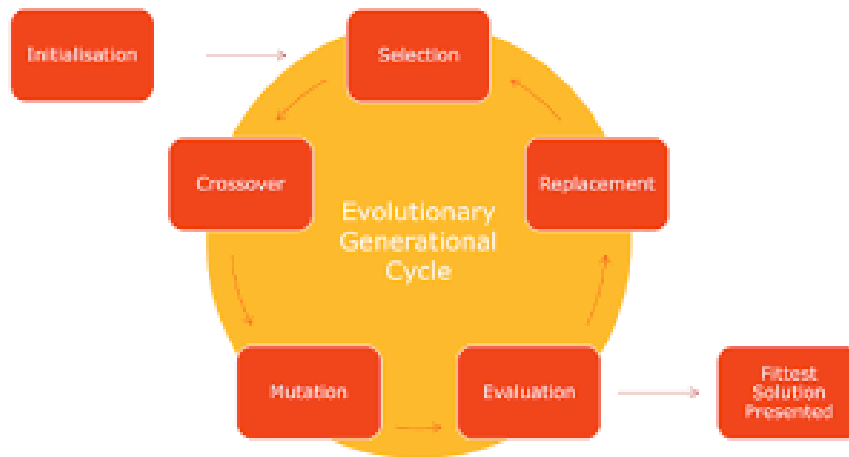 Initialisation
Selection
Crossover
Replacement
Evolutionary
Generational
Cycle
Mutation
Evaluation
Fittest
Solution
Presented